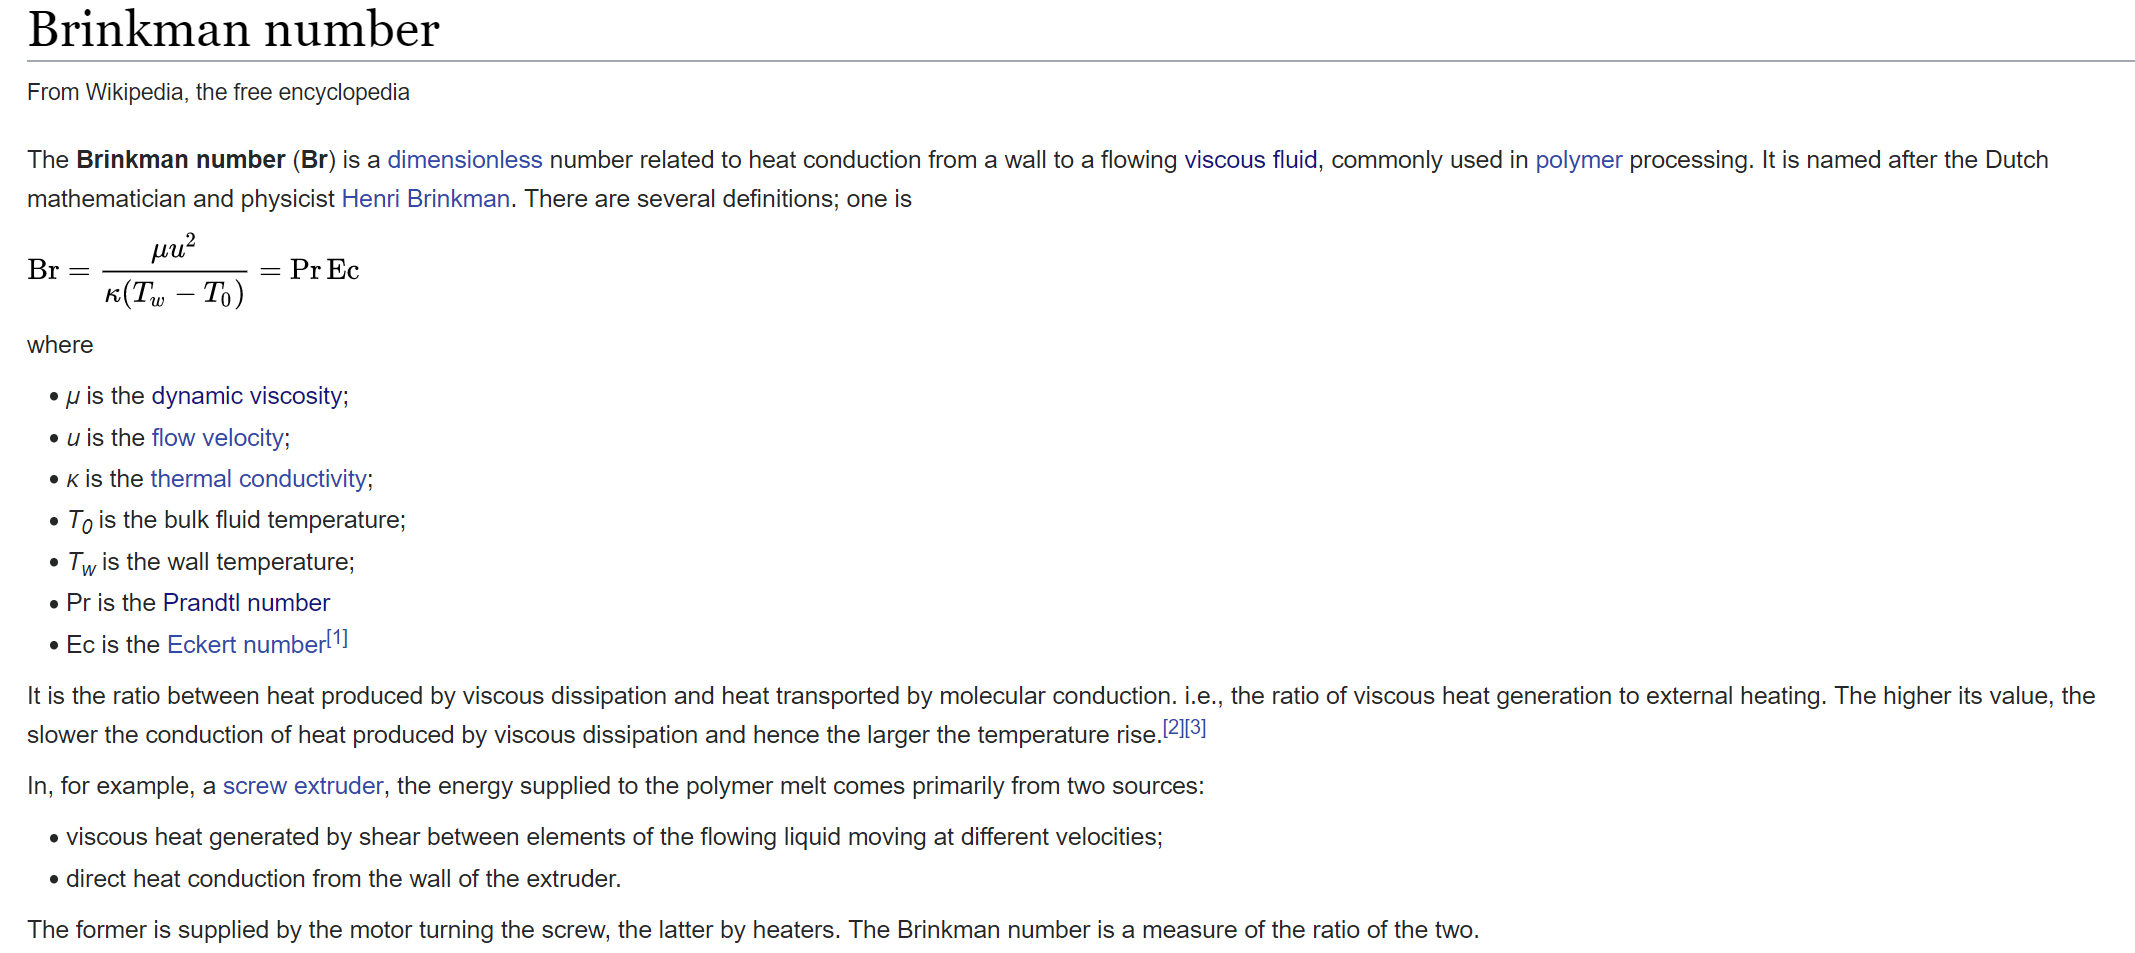 Brinkman number
From Wikipedia, the free encyclopedia
The Brinkman number (Br) is a dimensionless number related to heat conduction from a wall to a flowing viscous fluid, commonly used in polymer processing. It is named after the Dutch
mathematician and physicist Henri Brinkman. There are several definitions; one is
Br = μu² / κ(T_w − T_0) = Pr Ec
where
• μ is the dynamic viscosity;
• u is the flow velocity;
• κ is the thermal conductivity;
• T_0 is the bulk fluid temperature;
• T_w is the wall temperature;
• Pr is the Prandtl number
• Ec is the Eckert number[1]
It is the ratio between heat produced by viscous dissipation and heat transported by molecular conduction. i.e., the ratio of viscous heat generation to external heating. The higher its value, the
slower the conduction of heat produced by viscous dissipation and hence the larger the temperature rise.[2][3]
In, for example, a screw extruder, the energy supplied to the polymer melt comes primarily from two sources:
• viscous heat generated by shear between elements of the flowing liquid moving at different velocities;
• direct heat conduction from the wall of the extruder.
The former is supplied by the motor turning the screw, the latter by heaters. The Brinkman number is a measure of the ratio of the two.